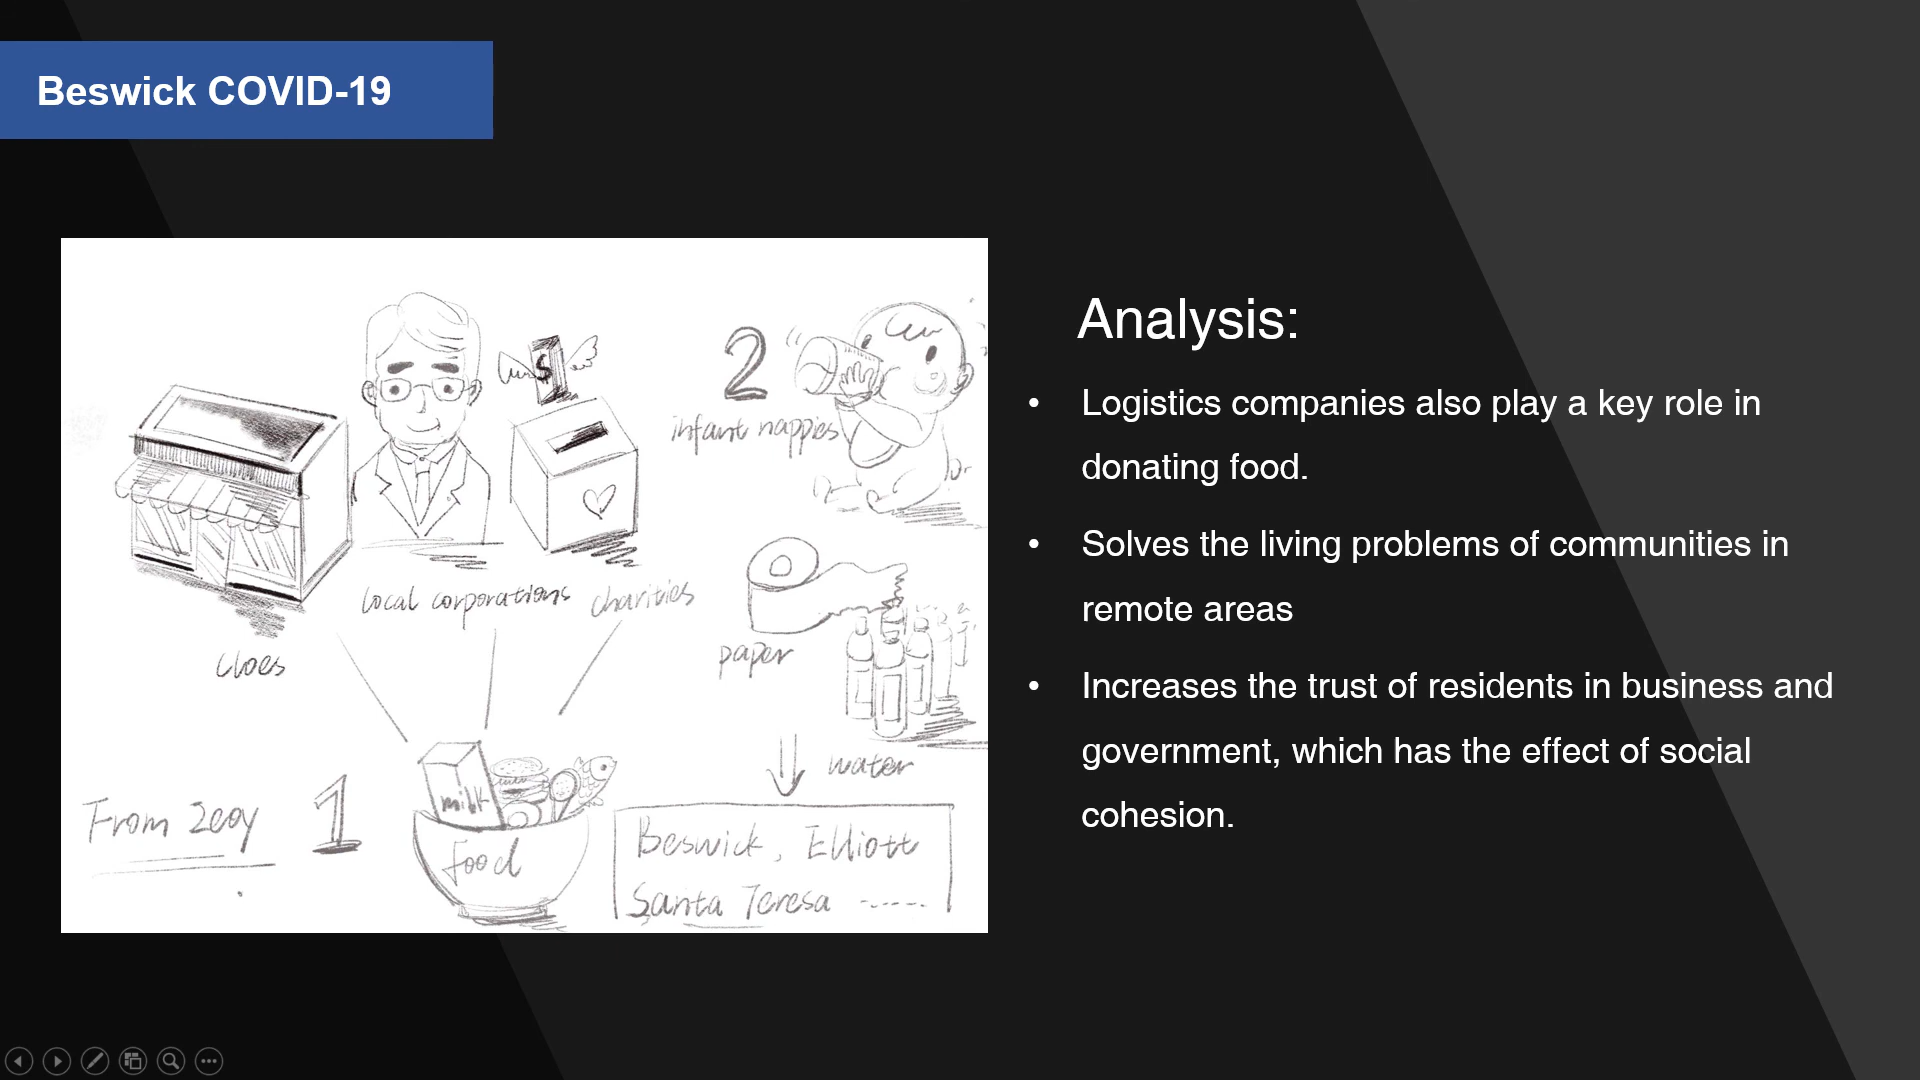 Beswick COVID-19
$
2
infant nappies
local corporations
charities
paper
water
milk
From
1
food
Beswick, Elliott
Santa Teresa ------
Analysis:
• Logistics companies also play a key role in
donating food.
• Solves the living problems of communities in
remote areas
• Increases the trust of residents in business and
government, which has the effect of social
cohesion.